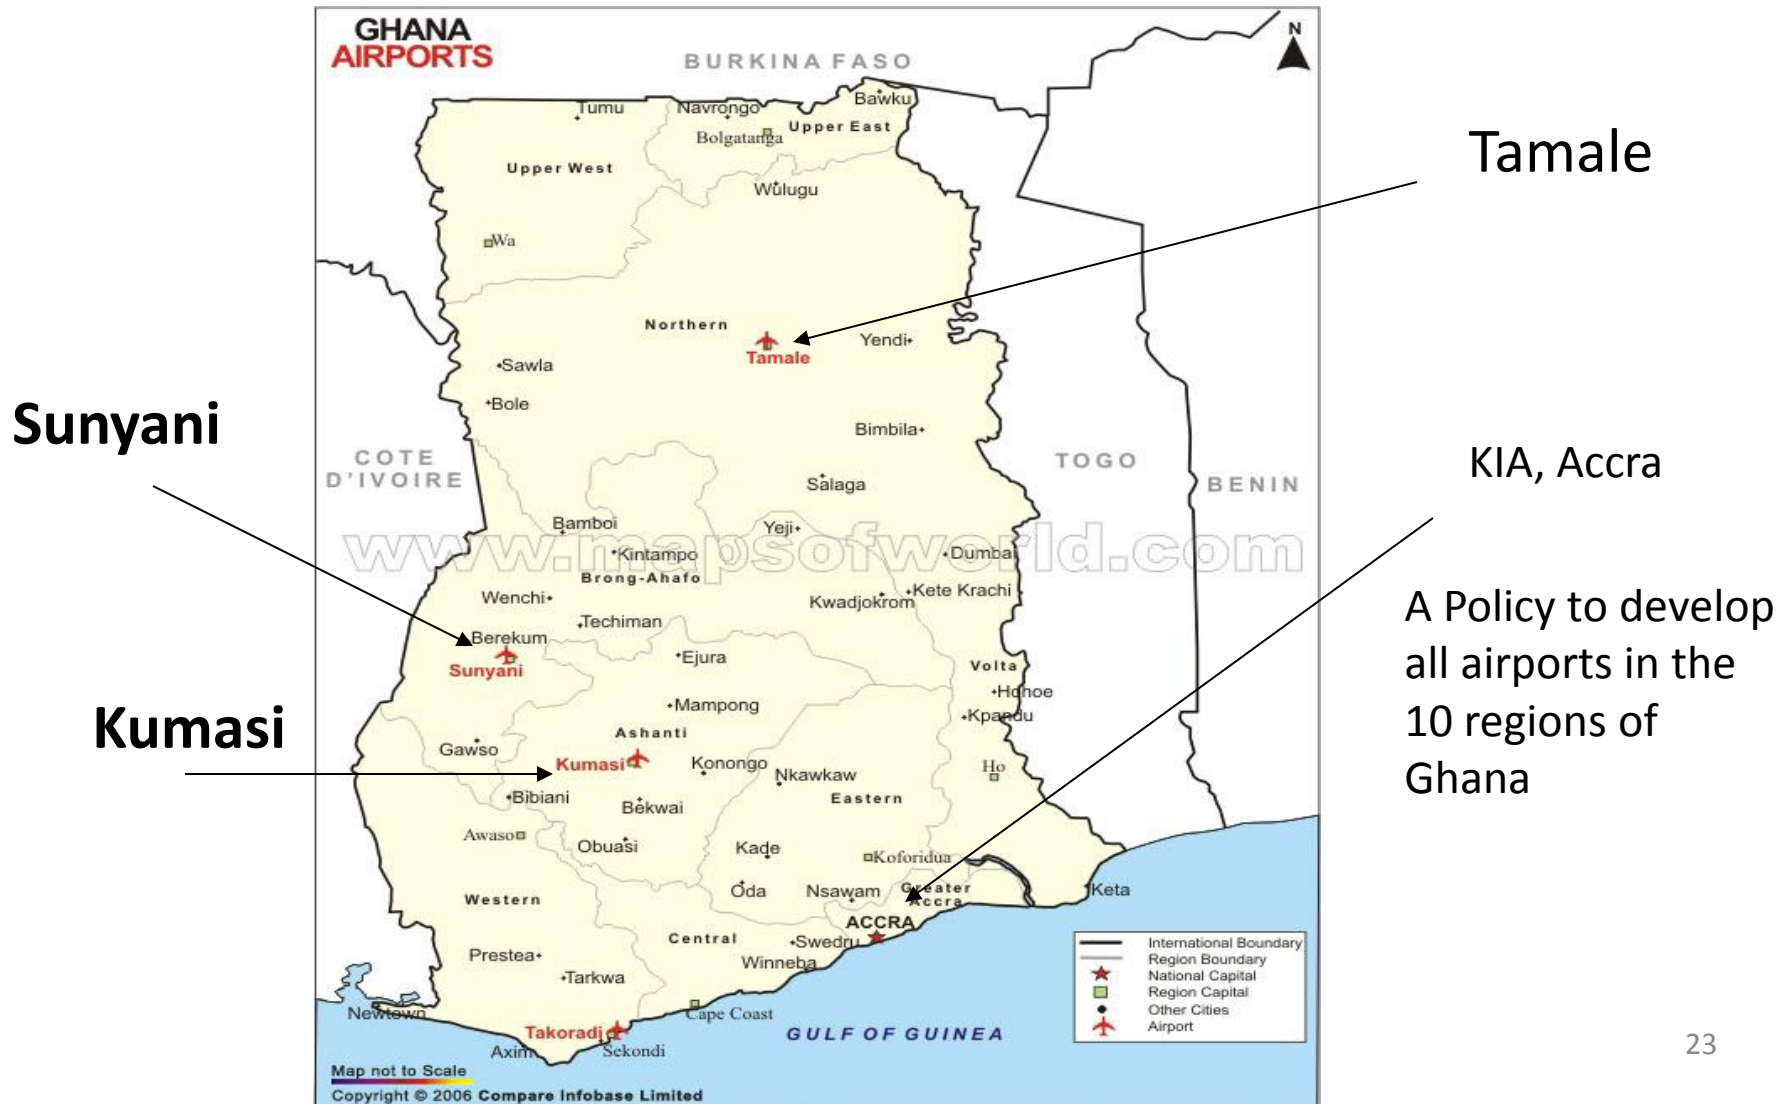 GHANA
AIRPORTS
N
BURKINA FASO
Tumu
Navrongo
Bawku
Bolgatanga
Upper East
Upper West
Wulugu
Wa
Tamale
Northern
Tamale
Yendi
Sawla
Bole
Sunyani
Bimbila
COTE
D'IVOIRE
TOGO
BENIN
KIA, Accra
Salaga
Bamboi
Yeji
www.mapsofworld.com
Kintampo
Dumbai
Brong-Ahafo
Wenchi
Kwadjokrom
Kete Krachi
Techiman
A Policy to develop
all airports in the
10 regions of
Ghana
Berekum
Sunyani
Ejura
Volta
Hohoe
Kumasi
Mampong
Kpandu
Ashanti
Gawso
Kumasi
Konongo
Nkawkaw
Ho
Bibiani
Bekwai
Eastern
Awaso
Obuasi
Kade
Koforidua
Oda
Nsawam
Greater
Accra
Keta
Western
ACCRA
Central
Swedru
Prestea
Winneba
Tarkwa
Newtown
Cape Coast
Takoradi
Sekondi
Axim
GULF OF GUINEA
International Boundary
Region Boundary
National Capital
Region Capital
Other Cities
Airport
Map not to Scale
Copyright © 2006 Compare Infobase Limited
23